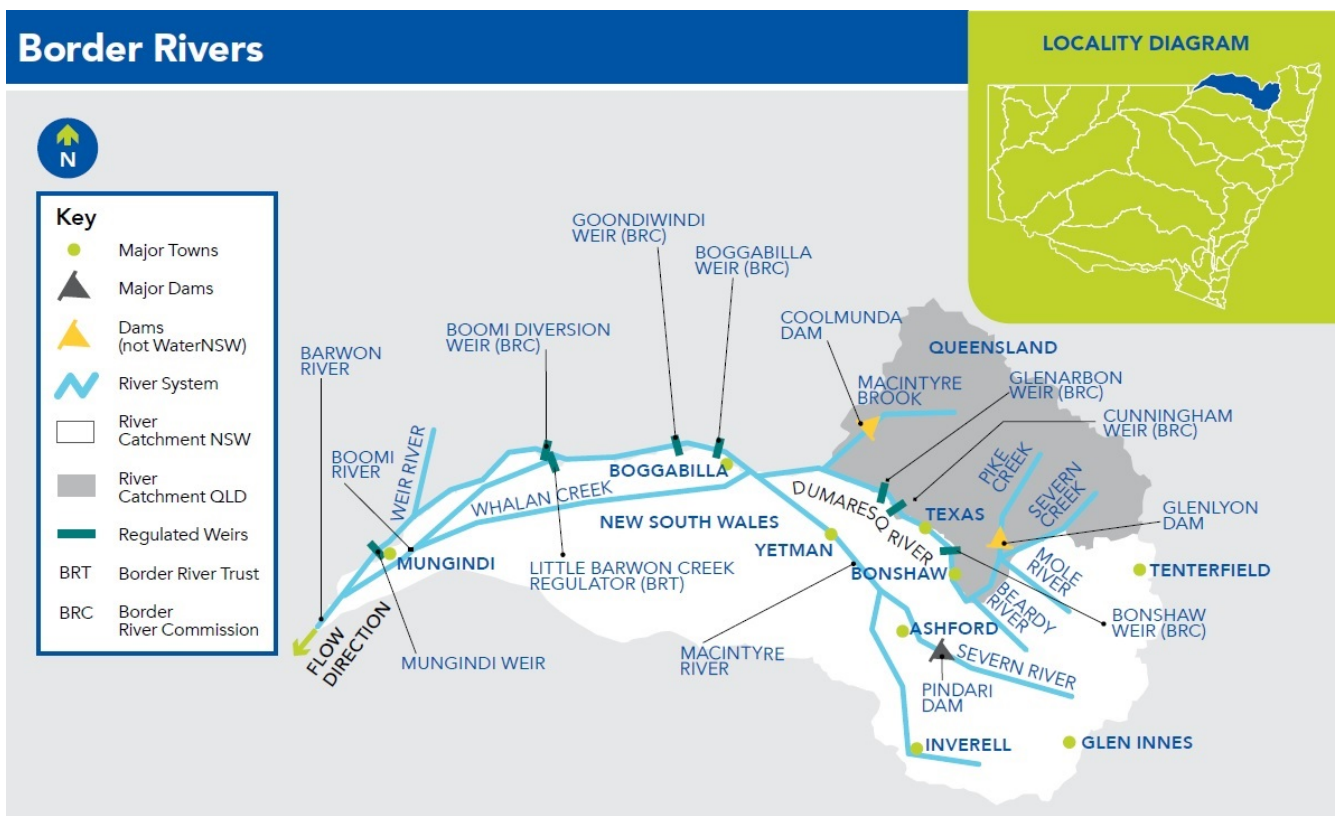 Border Rivers
LOCALITY DIAGRAM
N
Key
Major Towns
Major Dams
Dams
(not WaterNSW)
River System
River
Catchment NSW
River
Catchment QLD
Regulated Weirs
BRT
Border River Trust
BRC
Border
River Commission
GOONDIWINDI
WEIR (BRC)
BOGGABILLA
WEIR (BRC)
BOOMI DIVERSION
WEIR (BRC)
COOLMUNDA
DAM
QUEENSLAND
BARWON
RIVER
MACINTYRE
BROOK
GLENARBON
WEIR (BRC)
CUNNINGHAM
WEIR (BRC)
BOOMI
RIVER
WEIR RIVER
BOGGABILLA
WHALAN CREEK
DUMARESQ RIVER
PIKE
CREEK
SEVERN
CREEK
TEXAS
GLENLYON
DAM
NEW SOUTH WALES
YETMAN
MUNGINDI
LITTLE BARWON CREEK
REGULATOR (BRT)
BONSHAW
MOLE
RIVER
TENTERFIELD
BEARDY
RIVER
BONSHAW
WEIR (BRC)
FLOW
DIRECTION
MUNGINDI WEIR
MACINTYRE
RIVER
ASHFORD
SEVERN RIVER
PINDARI
DAM
INVERELL
GLEN INNES